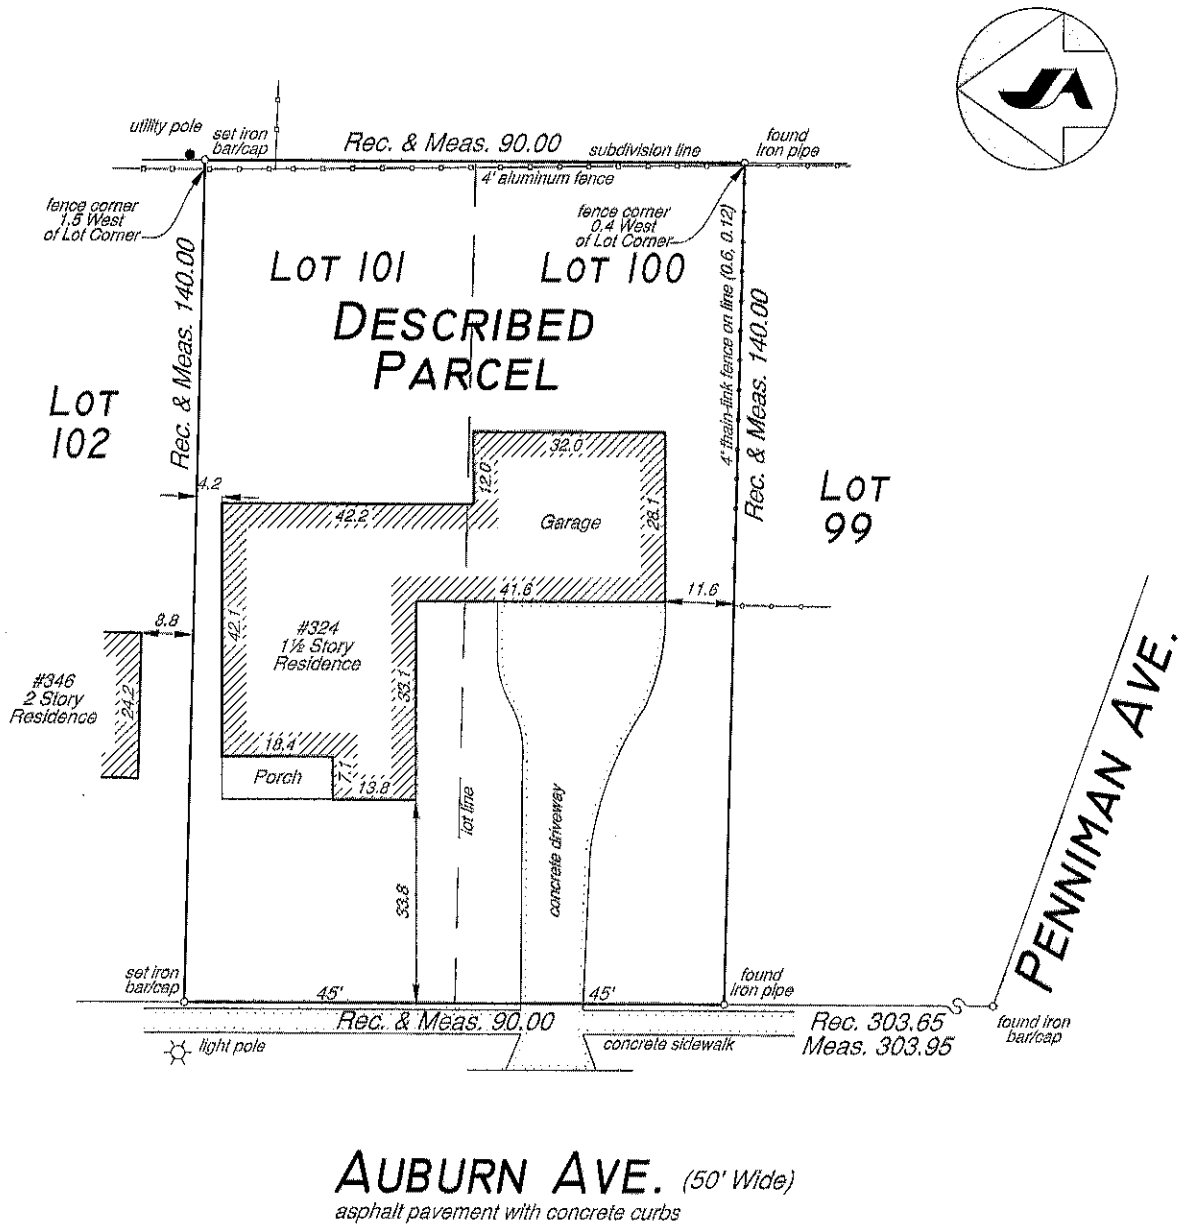 utility pole
set iron
bar/cap
Rec. & Meas. 90.00
subdivision line
found
iron pipe
4' aluminum fence
fence corner
1.5 West
of Lot Corner
fence corner
0.4 West
of Lot Corner
LOT 101
LOT 100
DESCRIBED
PARCEL
Rec. & Meas. 140.00
4' chain-link fence on line (0.6, 0.12)
Rec. & Meas. 140.00
LOT
102
LOT
99
4.2
42.2
12.0
32.0
28.1
Garage
41.6
11.6
8.8
42.1
#324
1½ Story
Residence
33.1
#346
2 Story
Residence
24.2
18.4
Porch
7.1
13.8
lot line
concrete driveway
33.8
PENNIMAN AVE.
set iron
bar/cap
45'
45'
found
iron pipe
Rec. & Meas. 90.00
Rec. 303.65
Meas. 303.95
found iron
bar/cap
light pole
concrete sidewalk
AUBURN AVE. (50' Wide)
asphalt pavement with concrete curbs